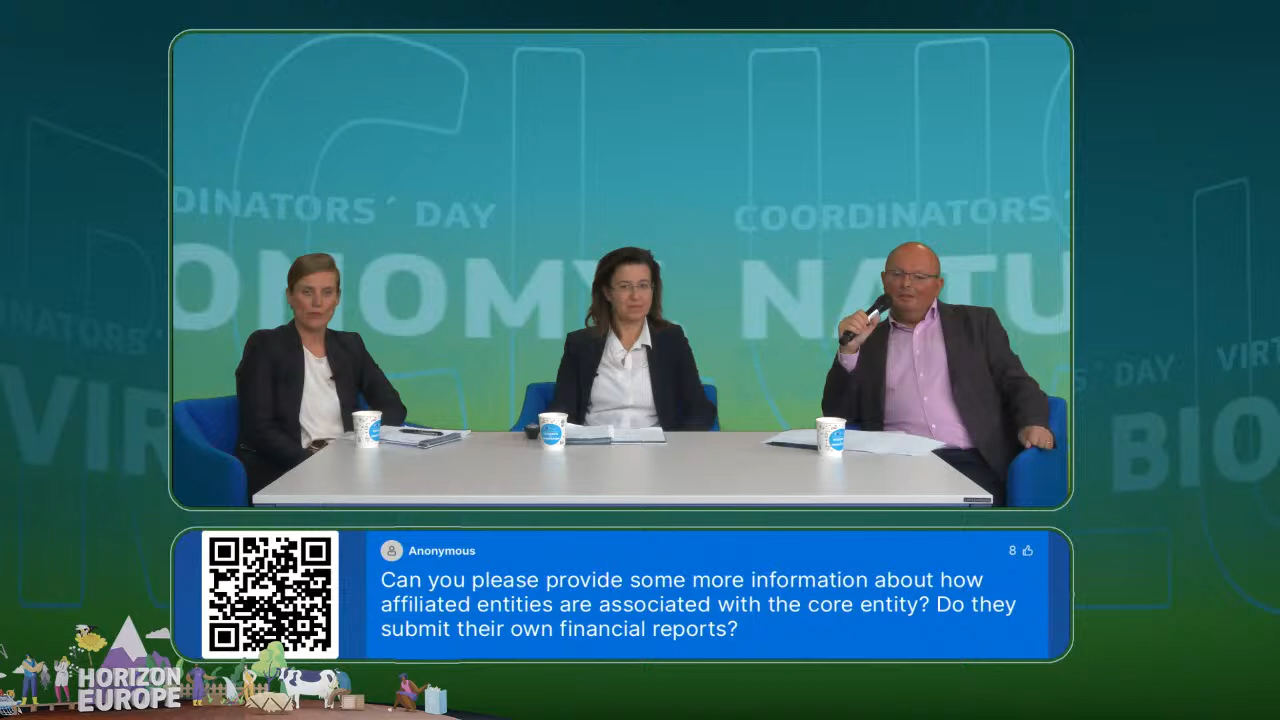 DINATORS´ DAY
COORDINATORS´
ONOMY
NATU
INATORS´
VIR
S´ DAY
VIRT
BIO
Anonymous
8
Can you please provide some more information about how
affiliated entities are associated with the core entity? Do they
submit their own financial reports?
HORIZON
EUROPE